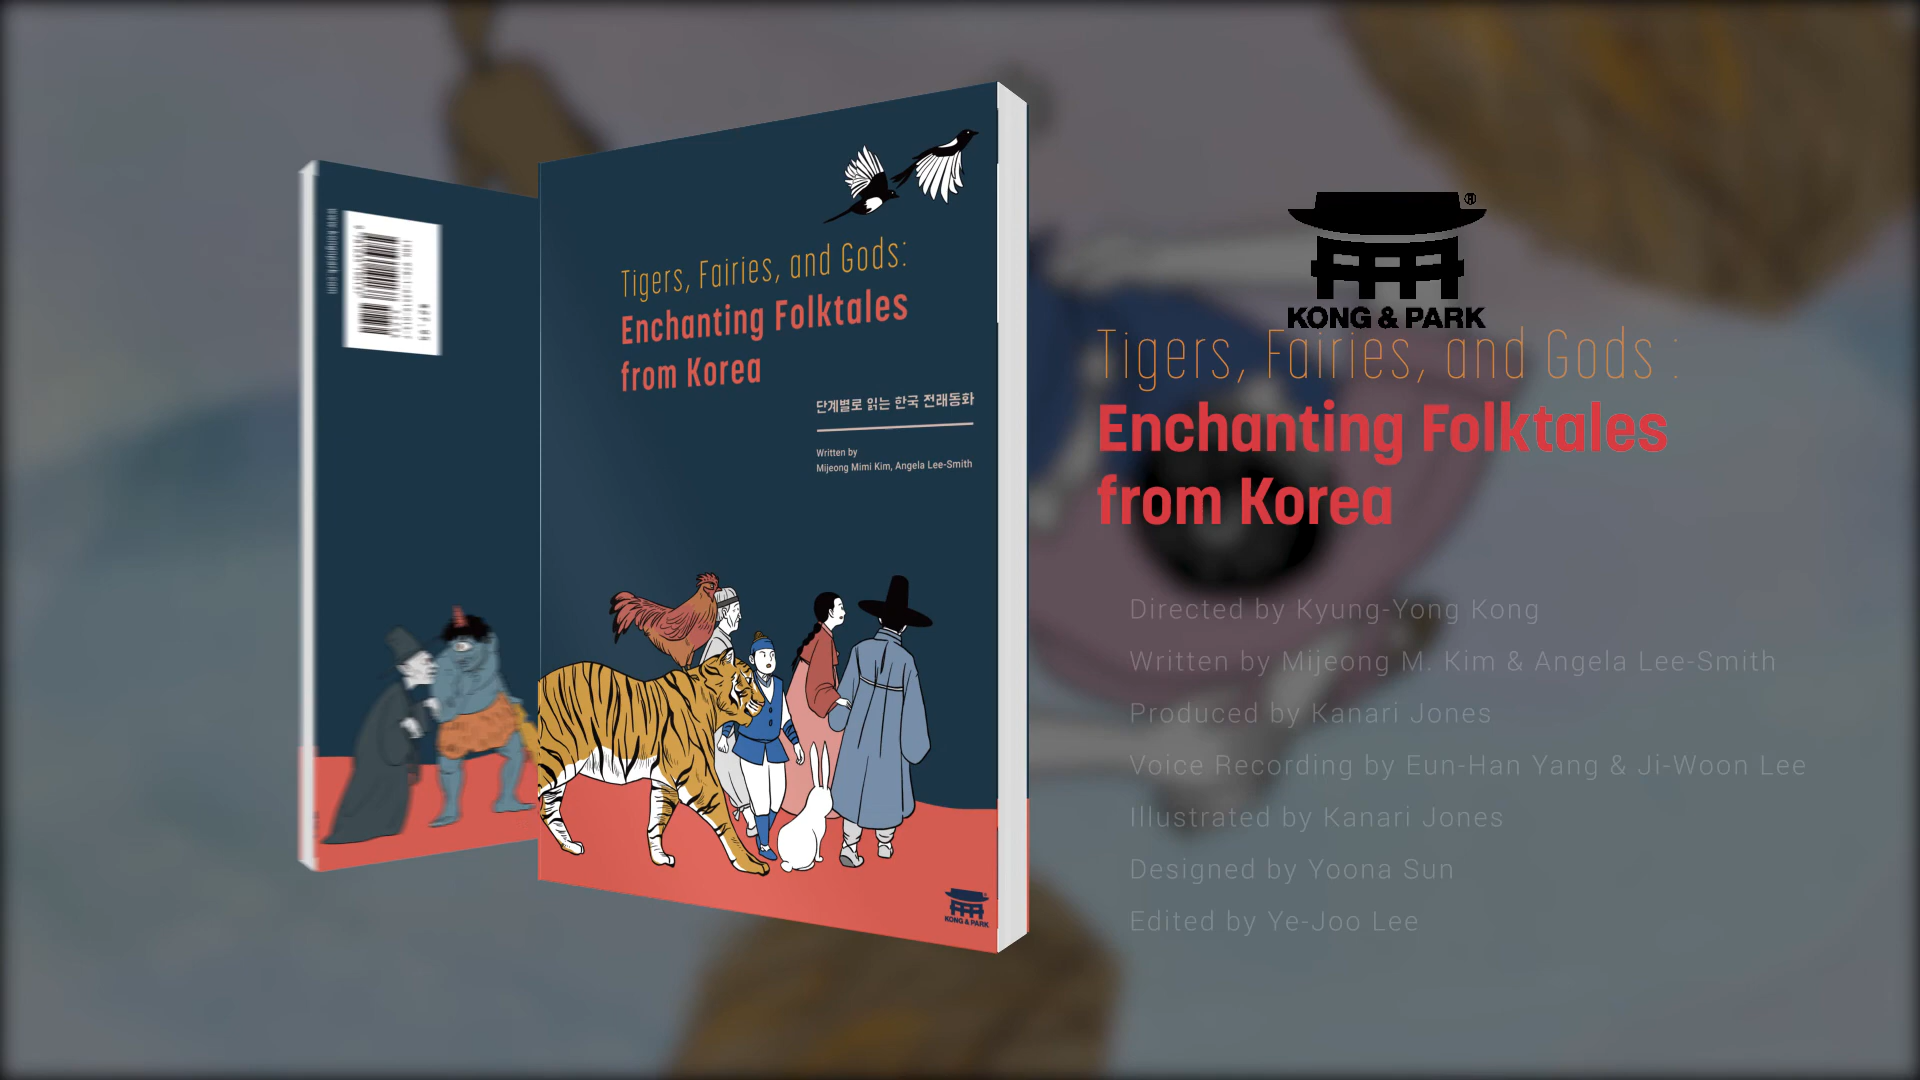 Tigers, Fairies, and Gods:
Enchanting Folktales
from Korea
단계별로 읽는 한국 전래동화
Written by
Mijeong Mimi Kim, Angela Lee-Smith
KONG & PARK
KONG & PARK
Tigers, Fairies, and Gods :
Enchanting Folktales
from Korea
Directed by Kyung-Yong Kong
Written by Mijeong M. Kim & Angela Lee-Smith
Produced by Kanari Jones
Voice Recording by Eun-Han Yang & Ji-Woon Lee
Illustrated by Kanari Jones
Designed by Yoona Sun
Edited by Ye-Joo Lee